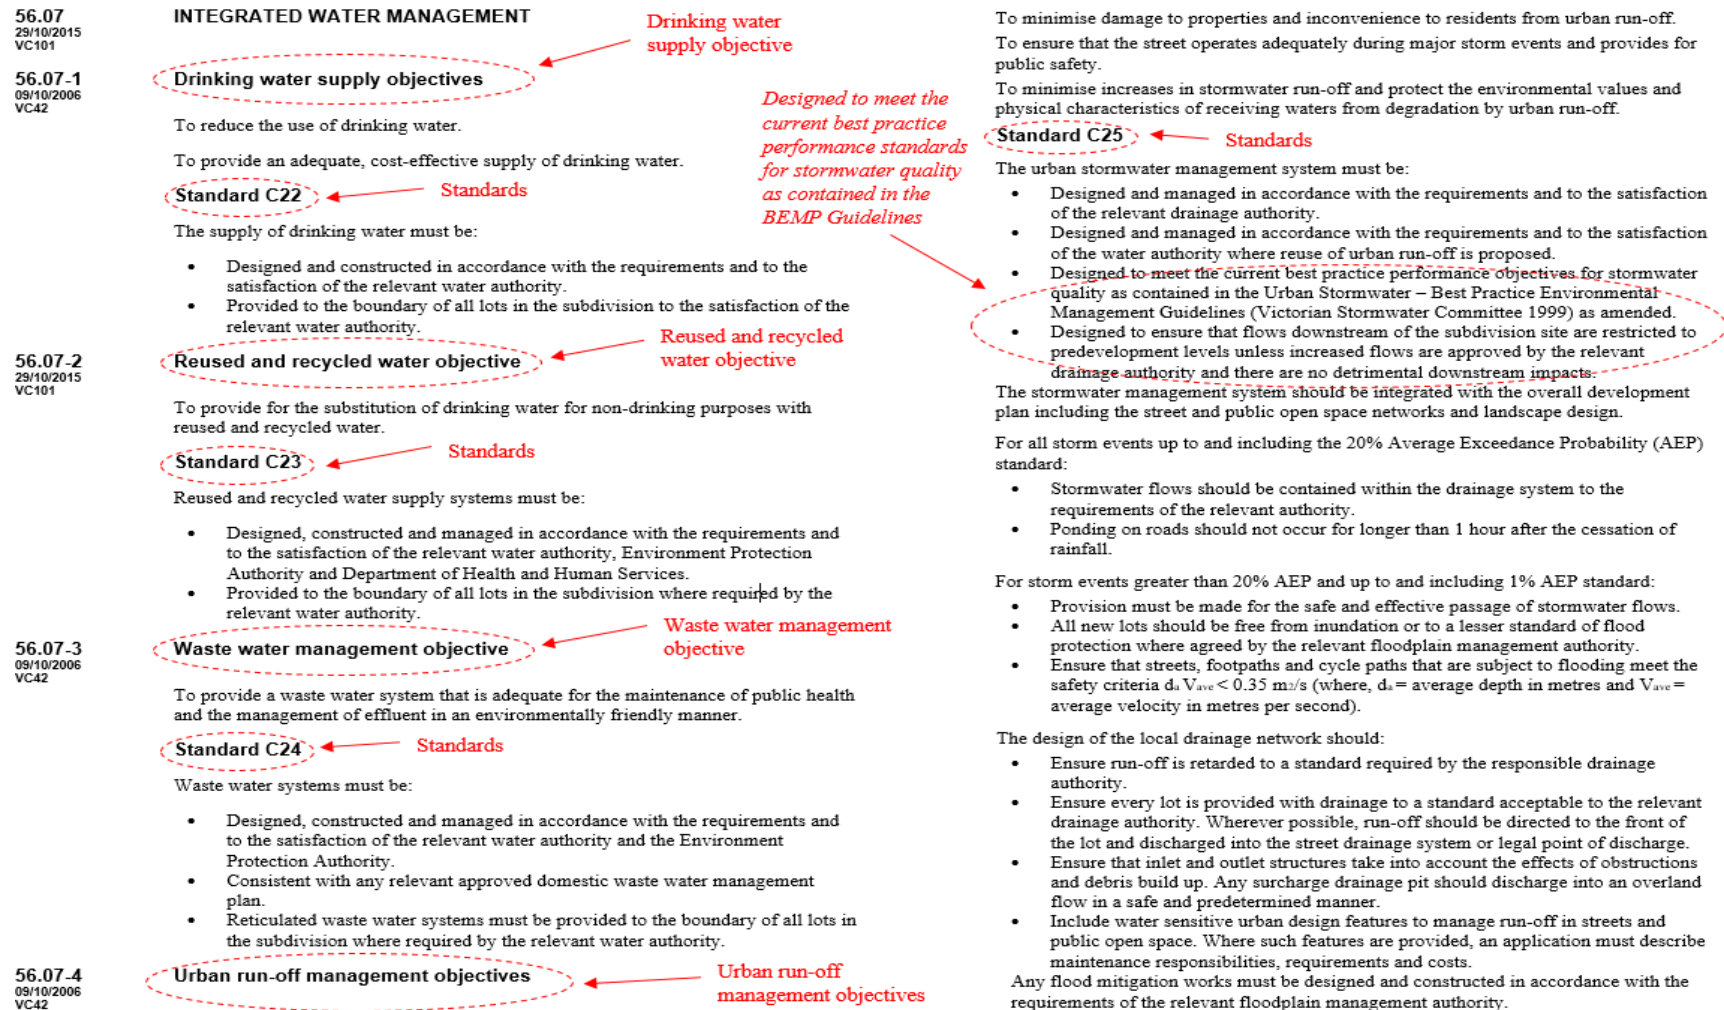 56.07
29/10/2015
VC101
INTEGRATED WATER MANAGEMENT
Drinking water
supply objective
56.07-1
09/10/2006
VC42
Drinking water supply objectives
To reduce the use of drinking water.
To provide an adequate, cost-effective supply of drinking water.
Standard C22
Standards
The supply of drinking water must be:
• Designed and constructed in accordance with the requirements and to the
satisfaction of the relevant water authority.
• Provided to the boundary of all lots in the subdivision to the satisfaction of the
relevant water authority.
Reused and recycled
water objective
56.07-2
29/10/2015
VC101
Reused and recycled water objective
To provide for the substitution of drinking water for non-drinking purposes with
reused and recycled water.
Standard C23
Standards
Reused and recycled water supply systems must be:
• Designed, constructed and managed in accordance with the requirements and
to the satisfaction of the relevant water authority, Environment Protection
Authority and Department of Health and Human Services.
• Provided to the boundary of all lots in the subdivision where required by the
relevant water authority.
Waste water management
objective
56.07-3
09/10/2006
VC42
Waste water management objective
To provide a waste water system that is adequate for the maintenance of public health
and the management of effluent in an environmentally friendly manner.
Standard C24
Standards
Waste water systems must be:
• Designed, constructed and managed in accordance with the requirements and
to the satisfaction of the relevant water authority and the Environment
Protection Authority.
• Consistent with any relevant approved domestic waste water management
plan.
• Reticulated waste water systems must be provided to the boundary of all lots in
the subdivision where required by the relevant water authority.
56.07-4
09/10/2006
VC42
Urban run-off management objectives
Urban run-off
management objectives
To minimise damage to properties and inconvenience to residents from urban run-off.
To ensure that the street operates adequately during major storm events and provides for
public safety.
To minimise increases in stormwater run-off and protect the environmental values and
physical characteristics of receiving waters from degradation by urban run-off.
Standard C25
Standards
Designed to meet the
current best practice
performance standards
for stormwater quality
as contained in the
BEMP Guidelines
The urban stormwater management system must be:
• Designed and managed in accordance with the requirements and to the satisfaction
of the relevant drainage authority.
• Designed and managed in accordance with the requirements and to the satisfaction
of the water authority where reuse of urban run-off is proposed.
• Designed to meet the current best practice performance objectives for stormwater
quality as contained in the Urban Stormwater – Best Practice Environmental
Management Guidelines (Victorian Stormwater Committee 1999) as amended.
• Designed to ensure that flows downstream of the subdivision site are restricted to
predevelopment levels unless increased flows are approved by the relevant
drainage authority and there are no detrimental downstream impacts.
The stormwater management system should be integrated with the overall development
plan including the street and public open space networks and landscape design.
For all storm events up to and including the 20% Average Exceedance Probability (AEP)
standard:
• Stormwater flows should be contained within the drainage system to the
requirements of the relevant authority.
• Ponding on roads should not occur for longer than 1 hour after the cessation of
rainfall.
For storm events greater than 20% AEP and up to and including 1% AEP standard:
• Provision must be made for the safe and effective passage of stormwater flows.
• All new lots should be free from inundation or to a lesser standard of flood
protection where agreed by the relevant floodplain management authority.
• Ensure that streets, footpaths and cycle paths that are subject to flooding meet the
safety criteria da Vave < 0.35 m2/s (where, da = average depth in metres and Vave =
average velocity in metres per second).
The design of the local drainage network should:
• Ensure run-off is retarded to a standard required by the responsible drainage
authority.
• Ensure every lot is provided with drainage to a standard acceptable to the relevant
drainage authority. Wherever possible, run-off should be directed to the front of
the lot and discharged into the street drainage system or legal point of discharge.
• Ensure that inlet and outlet structures take into account the effects of obstructions
and debris build up. Any surcharge drainage pit should discharge into an overland
flow in a safe and predetermined manner.
• Include water sensitive urban design features to manage run-off in streets and
public open space. Where such features are provided, an application must describe
maintenance responsibilities, requirements and costs.
Any flood mitigation works must be designed and constructed in accordance with the
requirements of the relevant floodplain management authority.